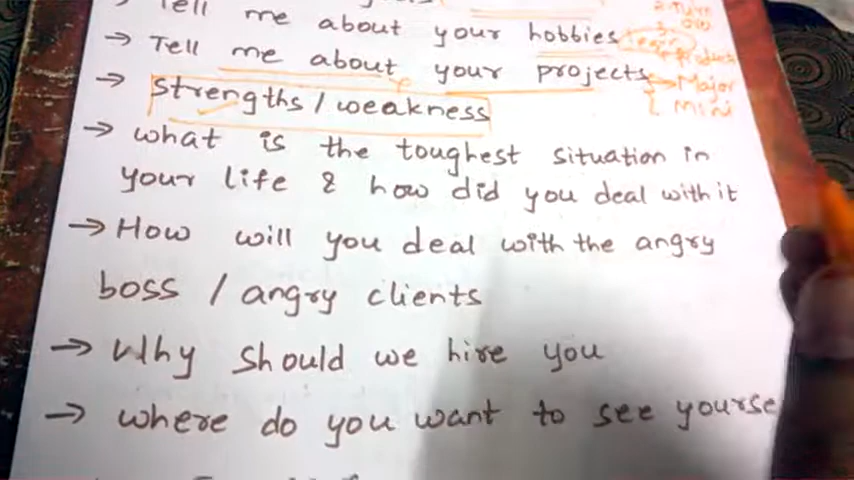 → Tell me about your hobbies
→ Tell me about your projects → Major
Mini
→ Strengths / weakness
→ what is the toughest situation in
your life & how did you deal with it
→ How will you deal with the angry
boss / angry clients
→ Why should we hire you
→ where do you want to see yourse